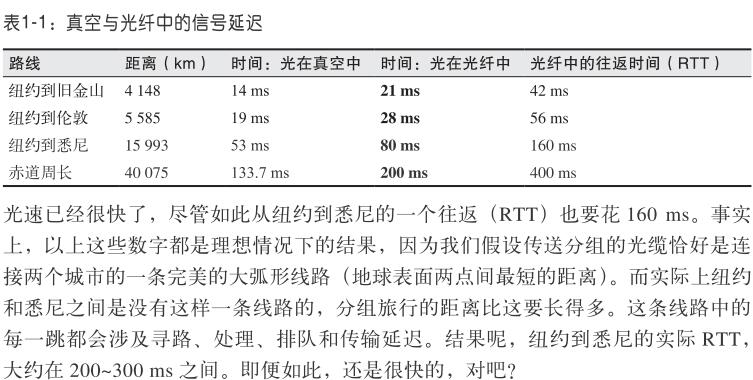 表1-1：真空与光纤中的信号延迟
路线 距离（km） 时间：光在真空中 时间：光在光纤中 光纤中的往返时间（RTT）
纽约到旧金山 4 148 14 ms 21 ms 42 ms
纽约到伦敦 5 585 19 ms 28 ms 56 ms
纽约到悉尼 15 993 53 ms 80 ms 160 ms
赤道周长 40 075 133.7 ms 200 ms 400 ms
光速已经很快了，尽管如此从纽约到悉尼的一个往返（RTT）也要花 160 ms。事实
上，以上这些数字都是理想情况下的结果，因为我们假设传送分组的光缆恰好是连
接两个城市的一条完美的大弧形线路（地球表面两点间最短的距离）。而实际上纽约
和悉尼之间是没有这样一条线路的，分组旅行的距离比这要长得多。这条线路中的
每一跳都会涉及寻路、处理、排队和传输延迟。结果呢，纽约到悉尼的实际 RTT，
大约在 200~300 ms 之间。即便如此，还是很快的，对吧？